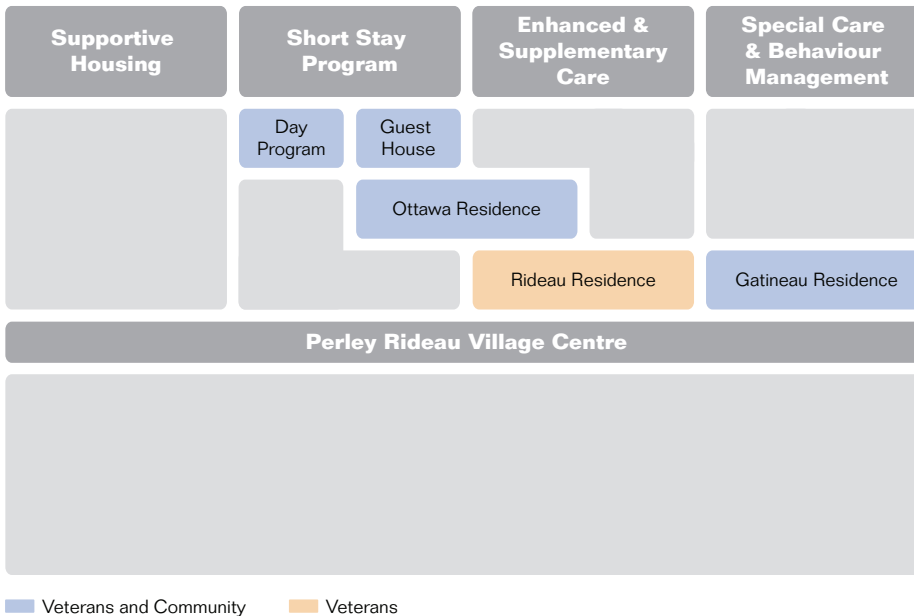 Supportive
Housing
Short Stay
Program
Enhanced &
Supplementary
Care
Special Care
& Behaviour
Management
Day
Program
Guest
House
Ottawa Residence
Rideau Residence
Gatineau Residence
Perley Rideau Village Centre
Veterans and Community
Veterans